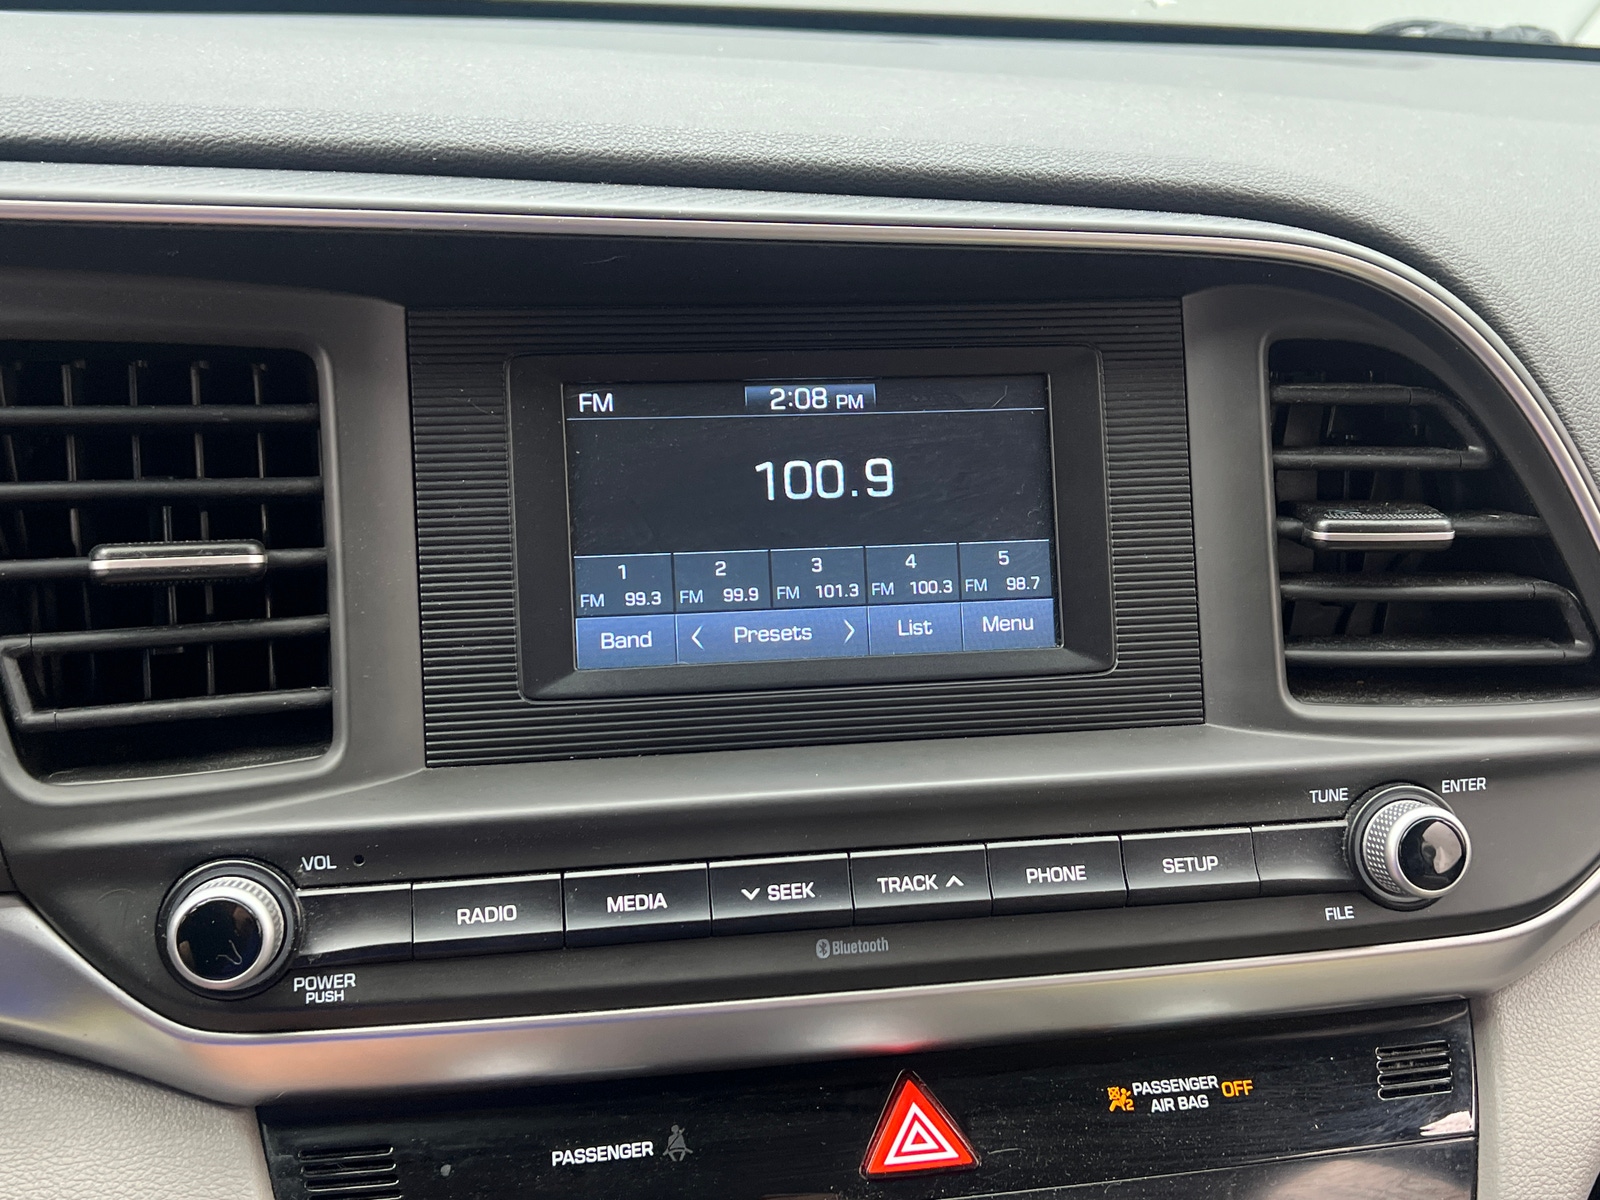 FM 2:08 PM
100.9
1 2 3 4 5
FM 99.3 FM 99.9 FM 101.3 FM 100.3 FM 98.7
Band < Presets > List Menu
VOL
TUNE ENTER
RADIO MEDIA SEEK TRACK PHONE SETUP
POWER
PUSH
FILE
Bluetooth
PASSENGER
AIR BAG OFF
2
PASSENGER